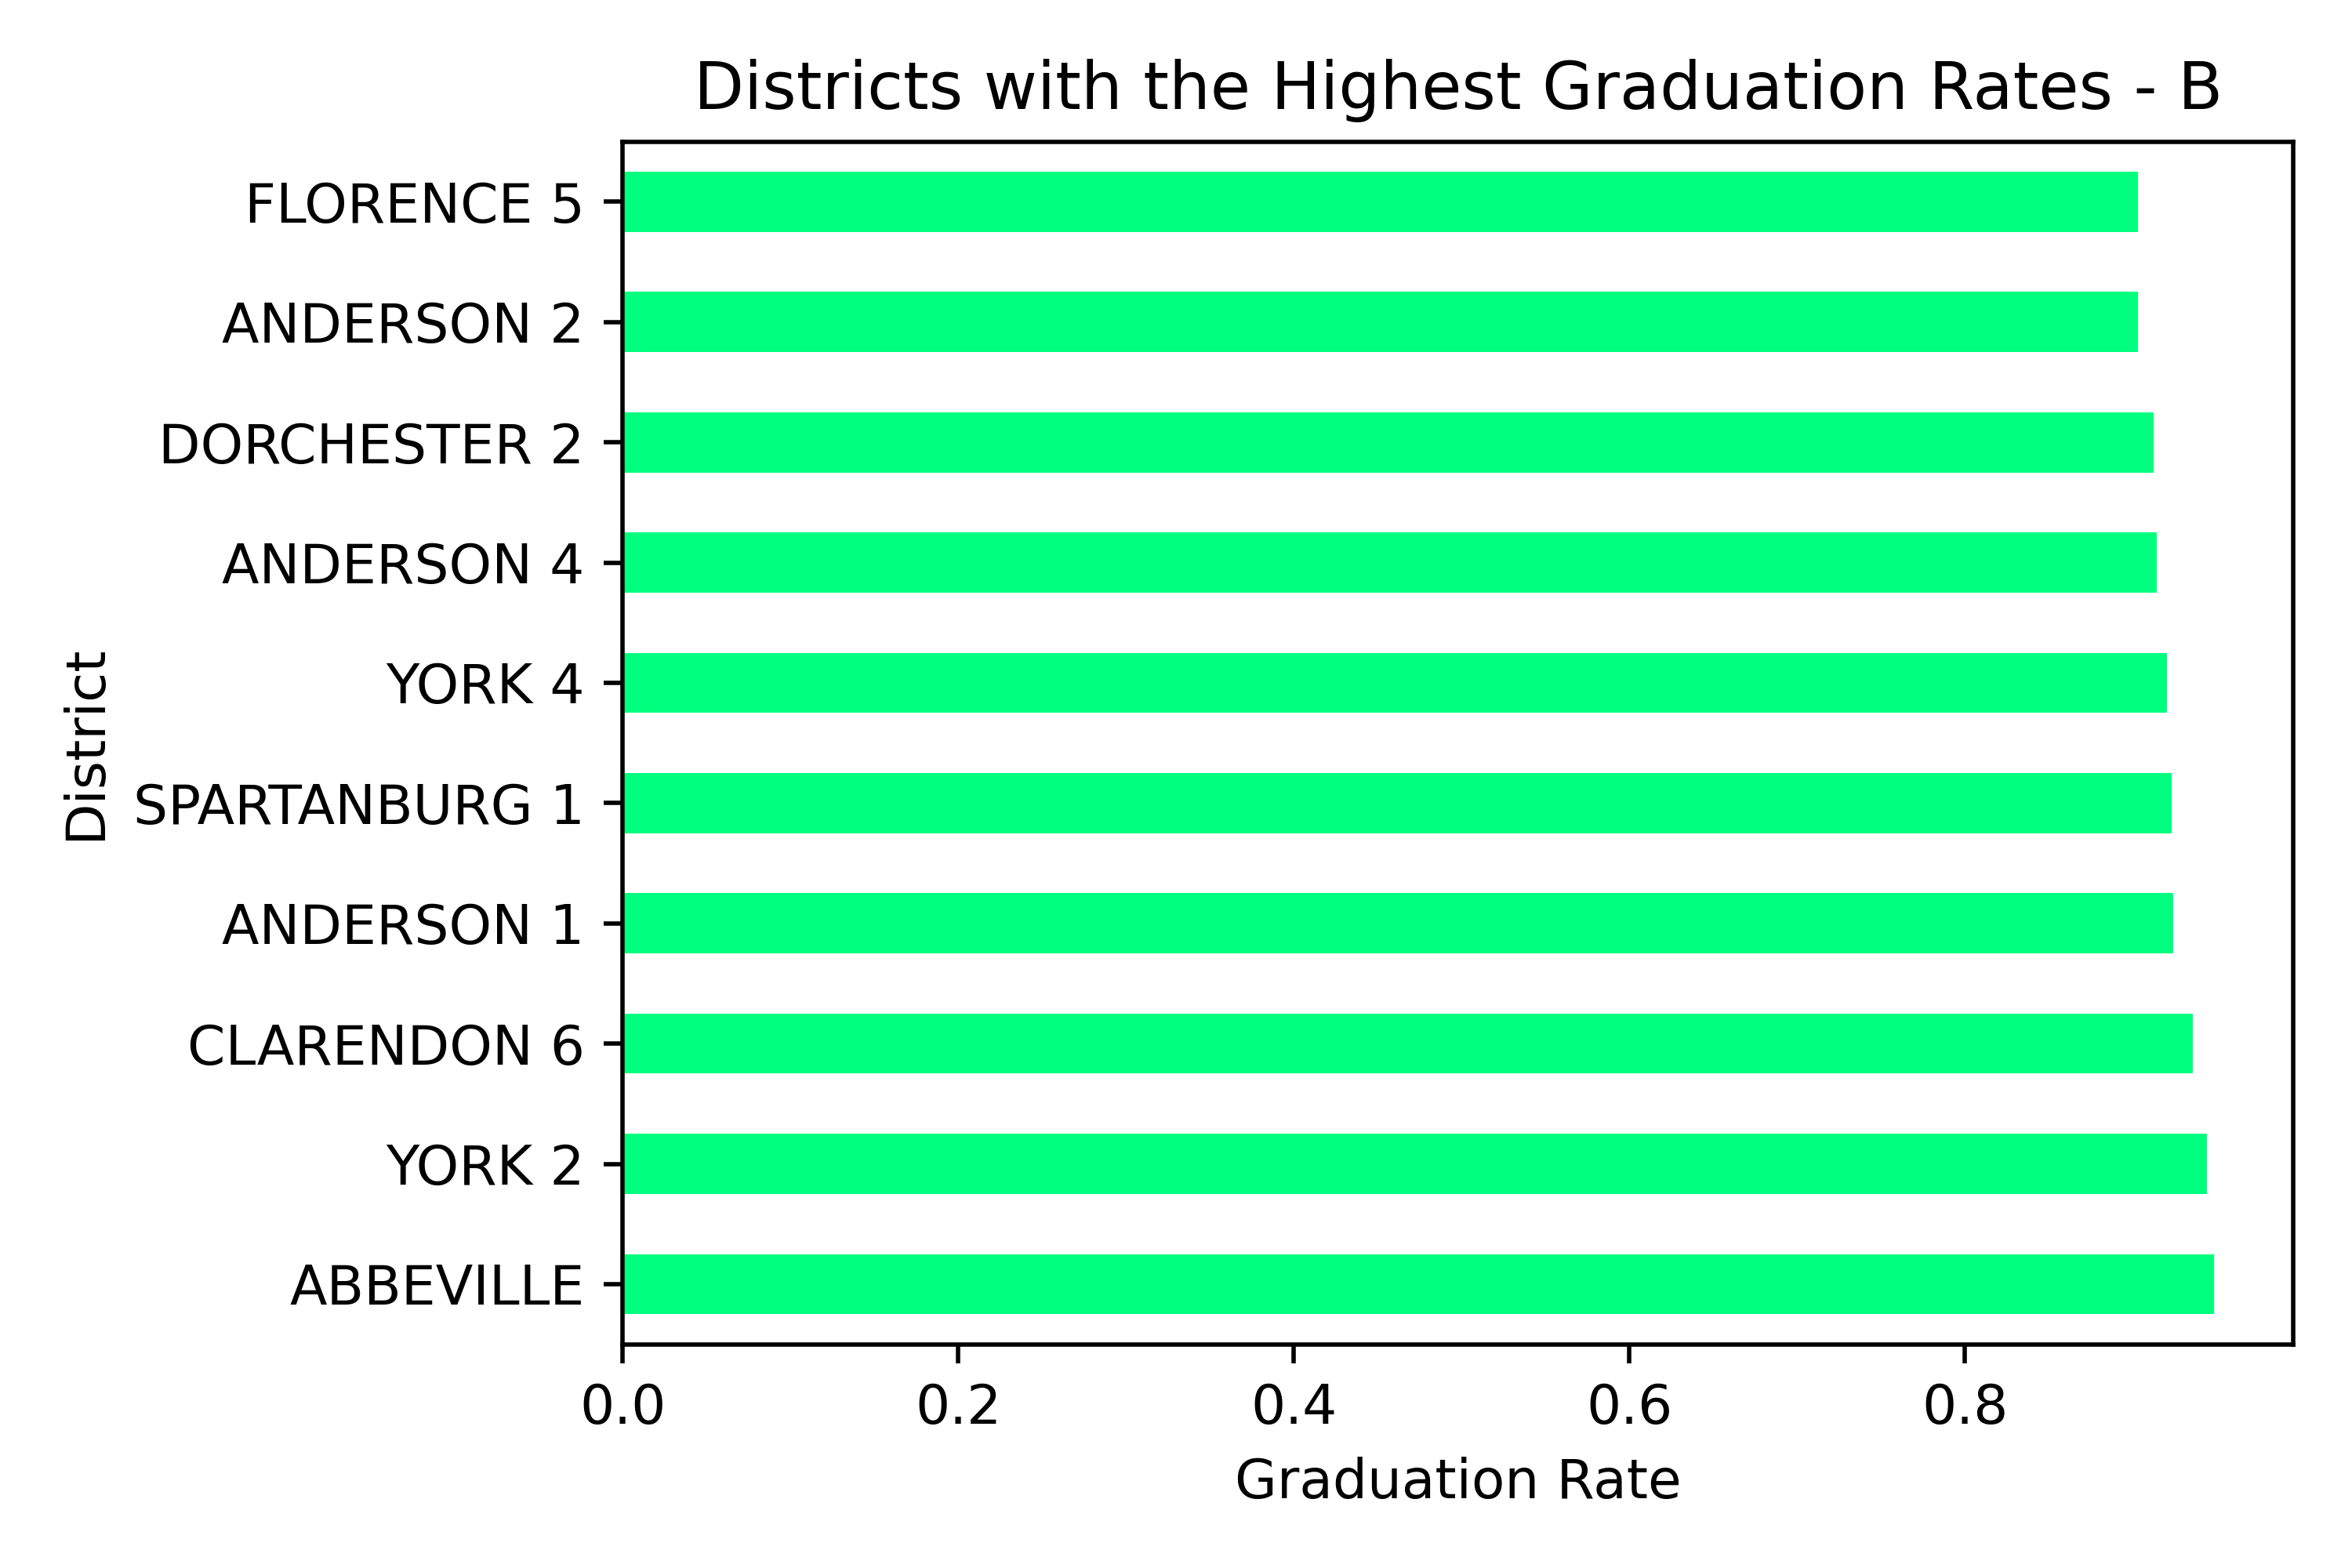 Districts with the Highest Graduation Rates - B
FLORENCE 5
ANDERSON 2
DORCHESTER 2
ANDERSON 4
YORK 4
SPARTANBURG 1
ANDERSON 1
CLARENDON 6
YORK 2
ABBEVILLE
District
0.0 0.2 0.4 0.6 0.8
Graduation Rate